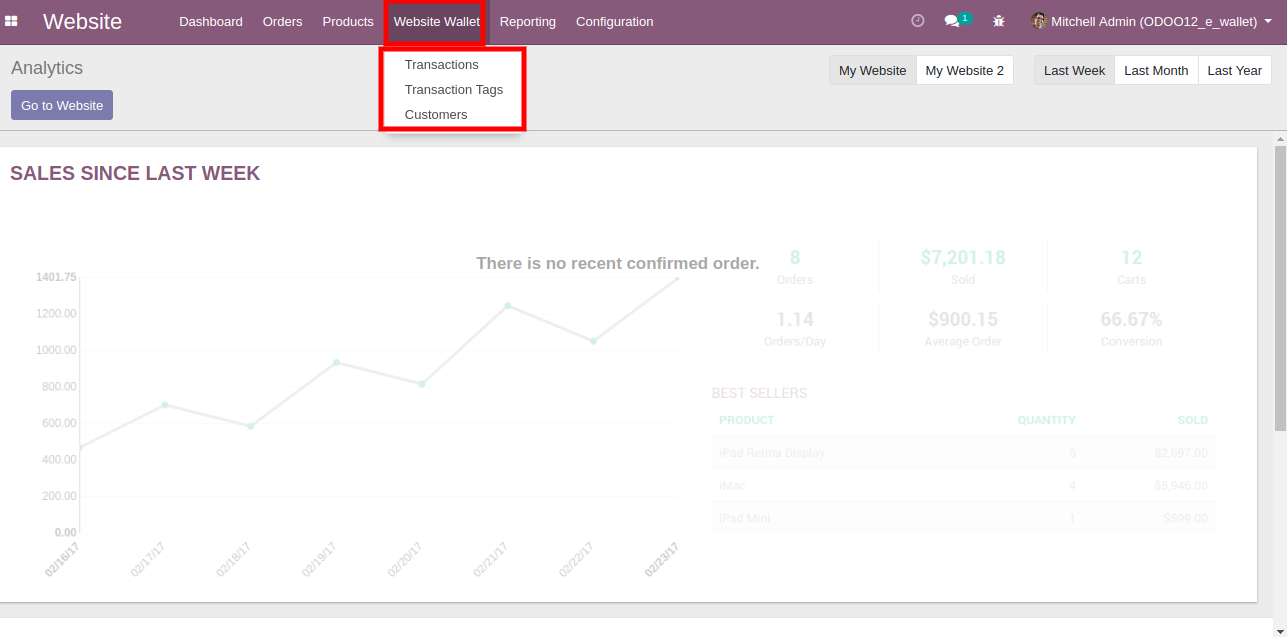 Website
Dashboard Orders Products Website Wallet Reporting Configuration
1 Mitchell Admin (ODOO12_e_wallet)
Transactions
Transaction Tags
Customers
Analytics
Go to Website
My Website My Website 2 Last Week Last Month Last Year
SALES SINCE LAST WEEK
There is no recent confirmed order.
1401.75
1200.00
1000.00
800.00
600.00
400.00
200.00
0.00
02/16/17 02/17/17 02/18/17 02/19/17 02/20/17 02/21/17 02/22/17 02/23/17
8 $7,201.18 12
Orders Sold Carts
1.14 $900.15 66.67%
Orders/Day Average Order Conversion
BEST SELLERS
PRODUCT QUANTITY SOLD
iPad Retina Display 5 $2,697.00
iMac 4 $5,946.00
iPad Mini 1 $599.00